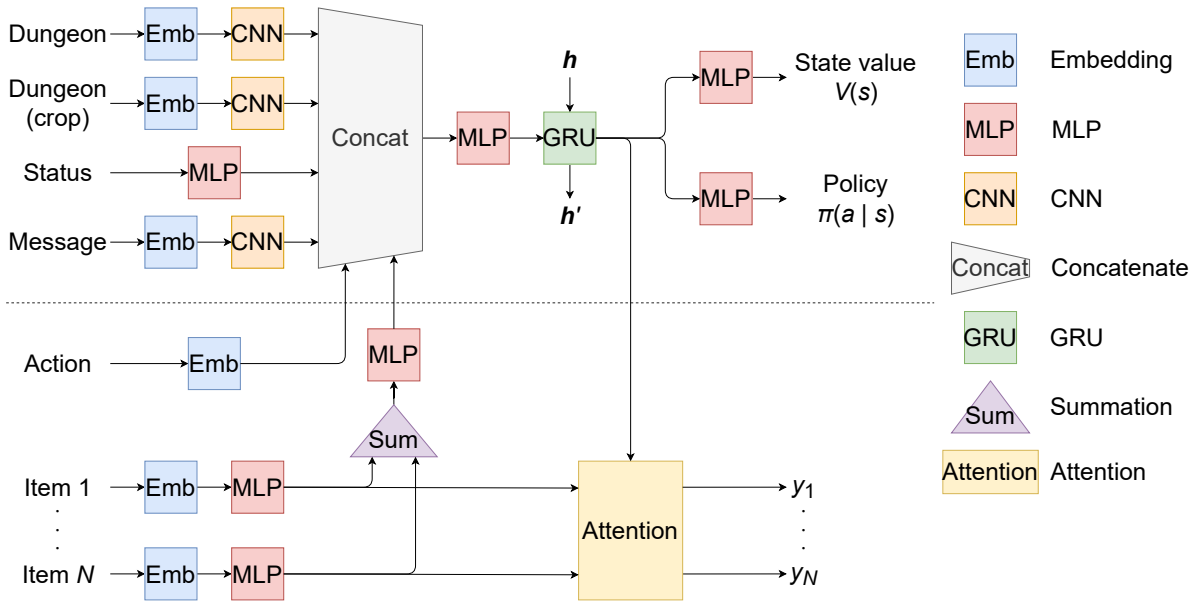 Dungeon
Emb
CNN
Dungeon
(crop)
Emb
CNN
Status
MLP
Message
Emb
CNN
Concat
MLP
h
GRU
h'
MLP
State value
V(s)
MLP
Policy
π(a | s)
Action
Emb
MLP
Sum
Item 1
Emb
MLP
.
.
.
Item N
Emb
MLP
Attention
y1
.
.
.
yN
Emb
Embedding
MLP
MLP
CNN
CNN
Concat
Concatenate
GRU
GRU
Sum
Summation
Attention
Attention